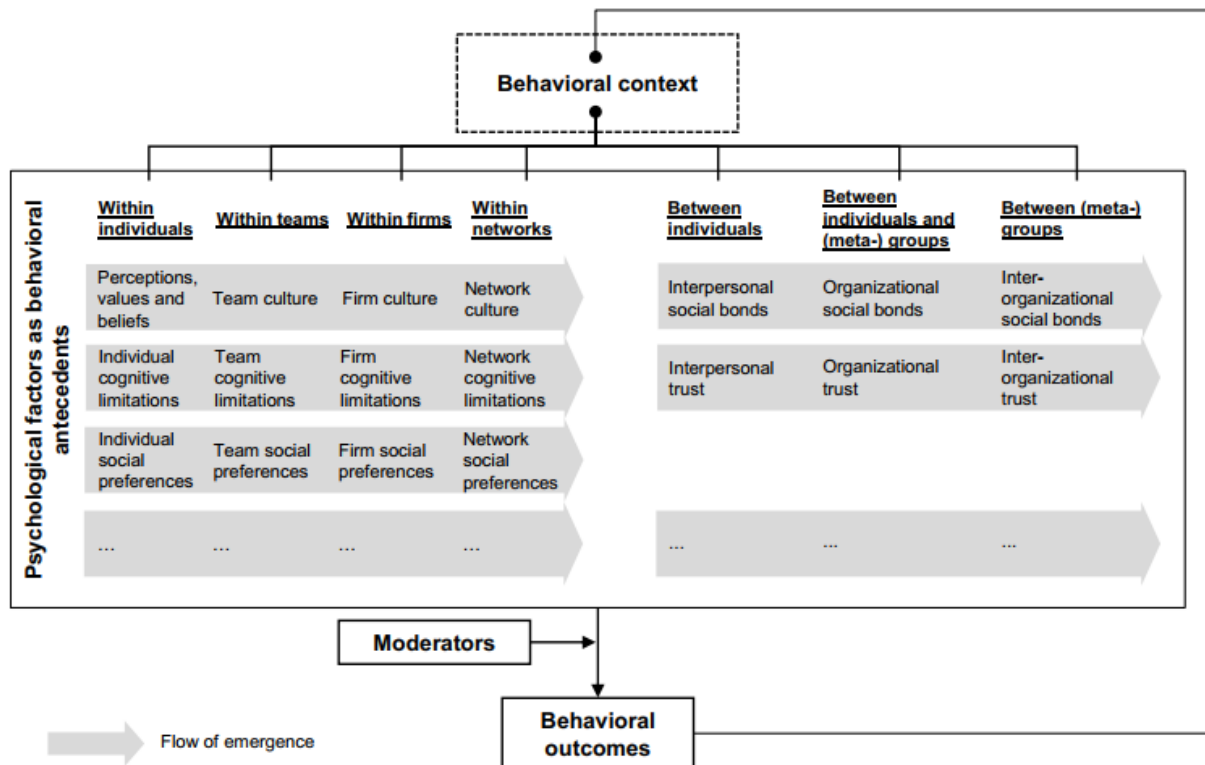 Behavioral context
Psychological factors as behavioral
antecedents
Within
individuals
Within teams
Within firms
Within
networks
Between
individuals
Between
individuals and
(meta-) groups
Between (meta-)
groups
Perceptions,
values and
beliefs
Team culture
Firm culture
Network
culture
Interpersonal
social bonds
Organizational
social bonds
Inter-
organizational
social bonds
Individual
cognitive
limitations
Team
cognitive
limitations
Firm
cognitive
limitations
Network
cognitive
limitations
Interpersonal
trust
Organizational
trust
Inter-
organizational
trust
Individual
social
preferences
Team social
preferences
Firm social
preferences
Network
social
preferences
...
...
...
...
...
...
...
Moderators
Behavioral
outcomes
Flow of emergence